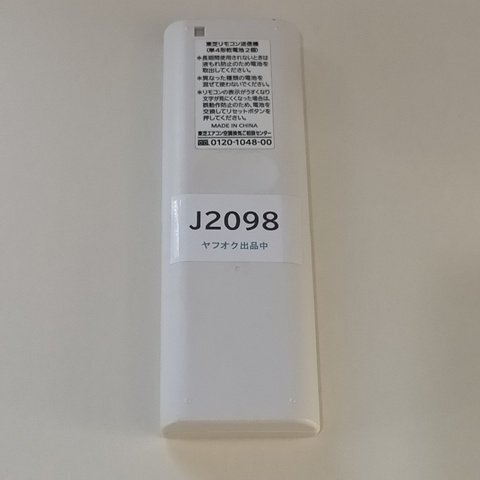 東芝リモコン送信機
(単4形乾電池2個)
*長期間使用されないときは
液もれ防止のため電池を
取出してください。
*異なった種類の電池を
混ぜて使わないでください。
*リモコンの表示がうすくなり
文字が見にくくなった場合は、
誤動作防止のため、電池を
交換してリセットボタンを
押してください。
MADE IN CHINA
東芝エアコン空調換気ご相談センター
0120-1048-00
J2098
ヤフオク出品中